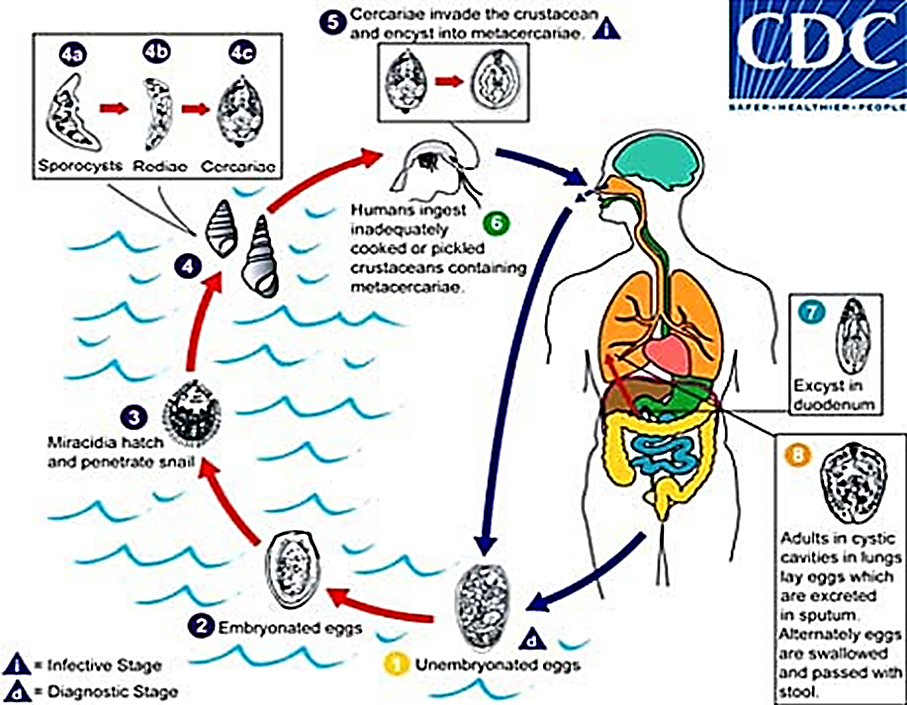 5 Cercariae invade the crustacean
and encyst into metacercariae. i
CDC
SAFER•HEALTHIER•PEOPLE
4a 4b 4c
Sporocysts Rediae Cercariae
Humans ingest 6
inadequately
cooked or pickled
crustaceans containing
metacercariae.
4
7
Excyst in
duodenum
3
Miracidia hatch
and penetrate snail
8
Adults in cystic
cavities in lungs
lay eggs which
are excreted
in sputum.
Alternately eggs
are swallowed
and passed with
stool.
2 Embryonated eggs
d
1 Unembryonated eggs
i = Infective Stage
d = Diagnostic Stage